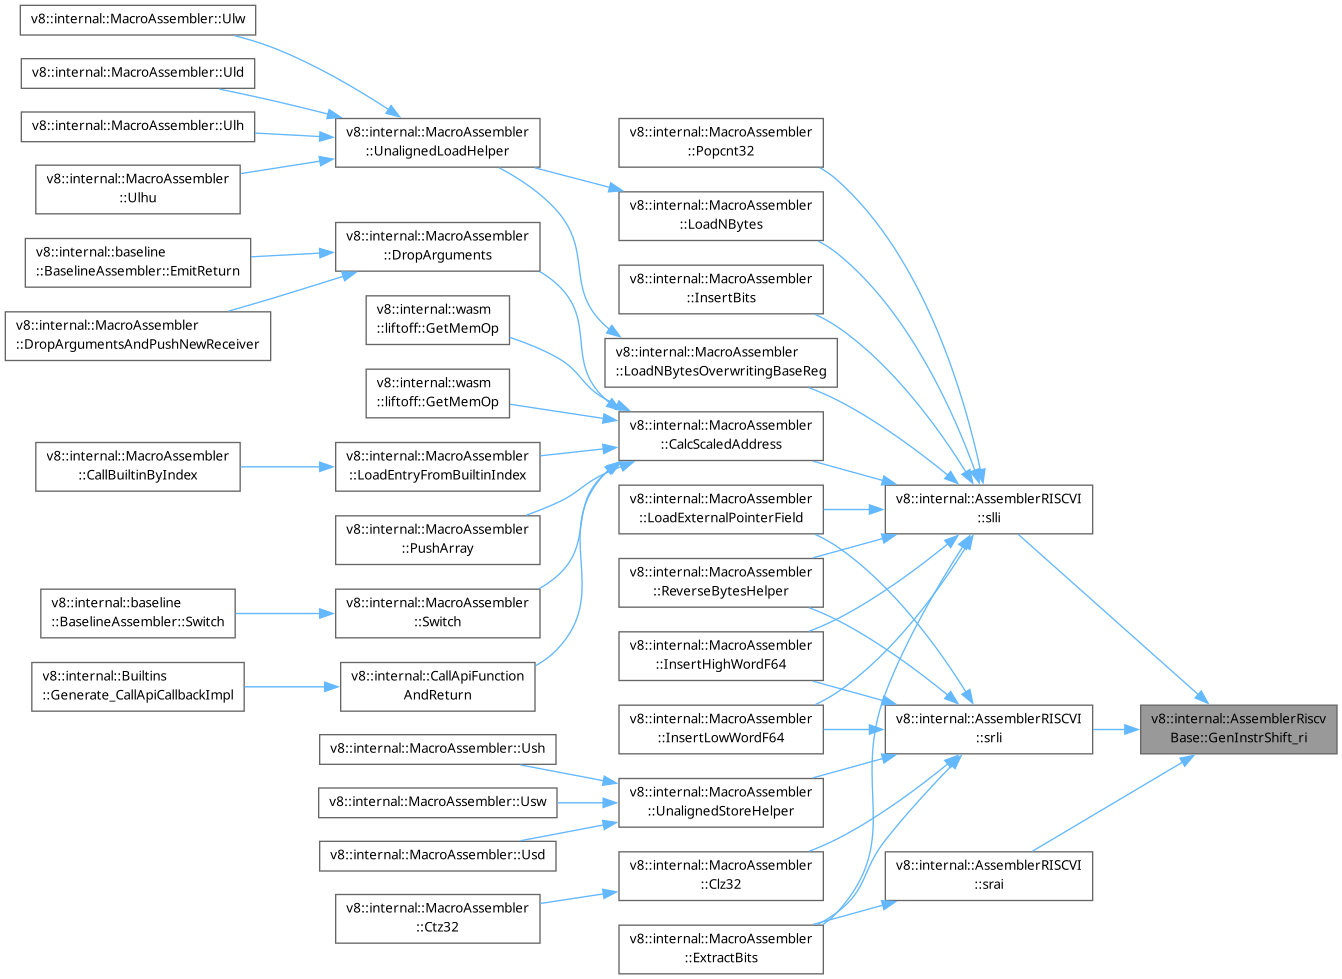 v8::internal::MacroAssembler::Ulw
v8::internal::MacroAssembler::Uld
v8::internal::MacroAssembler::Ulh
v8::internal::MacroAssembler
::Ulhu
v8::internal::baseline
::BaselineAssembler::EmitReturn
v8::internal::MacroAssembler
::DropArgumentsAndPushNewReceiver
v8::internal::MacroAssembler
::CallBuiltinByIndex
v8::internal::baseline
::BaselineAssembler::Switch
v8::internal::Builtins
::Generate_CallApiCallbackImpl
v8::internal::MacroAssembler
::UnalignedLoadHelper
v8::internal::MacroAssembler
::DropArguments
v8::internal::wasm
::liftoff::GetMemOp
v8::internal::wasm
::liftoff::GetMemOp
v8::internal::MacroAssembler
::LoadEntryFromBuiltinIndex
v8::internal::MacroAssembler
::PushArray
v8::internal::MacroAssembler
::Switch
v8::internal::CallApiFunction
AndReturn
v8::internal::MacroAssembler::Ush
v8::internal::MacroAssembler::Usw
v8::internal::MacroAssembler::Usd
v8::internal::MacroAssembler
::Ctz32
v8::internal::MacroAssembler
::Popcnt32
v8::internal::MacroAssembler
::LoadNBytes
v8::internal::MacroAssembler
::InsertBits
v8::internal::MacroAssembler
::LoadNBytesOverwritingBaseReg
v8::internal::MacroAssembler
::CalcScaledAddress
v8::internal::MacroAssembler
::LoadExternalPointerField
v8::internal::MacroAssembler
::ReverseBytesHelper
v8::internal::MacroAssembler
::InsertHighWordF64
v8::internal::MacroAssembler
::InsertLowWordF64
v8::internal::MacroAssembler
::UnalignedStoreHelper
v8::internal::MacroAssembler
::Clz32
v8::internal::MacroAssembler
::ExtractBits
v8::internal::AssemblerRISCVI
::slli
v8::internal::AssemblerRISCVI
::srli
v8::internal::AssemblerRISCVI
::srai
v8::internal::AssemblerRiscv
Base::GenInstrShift_ri